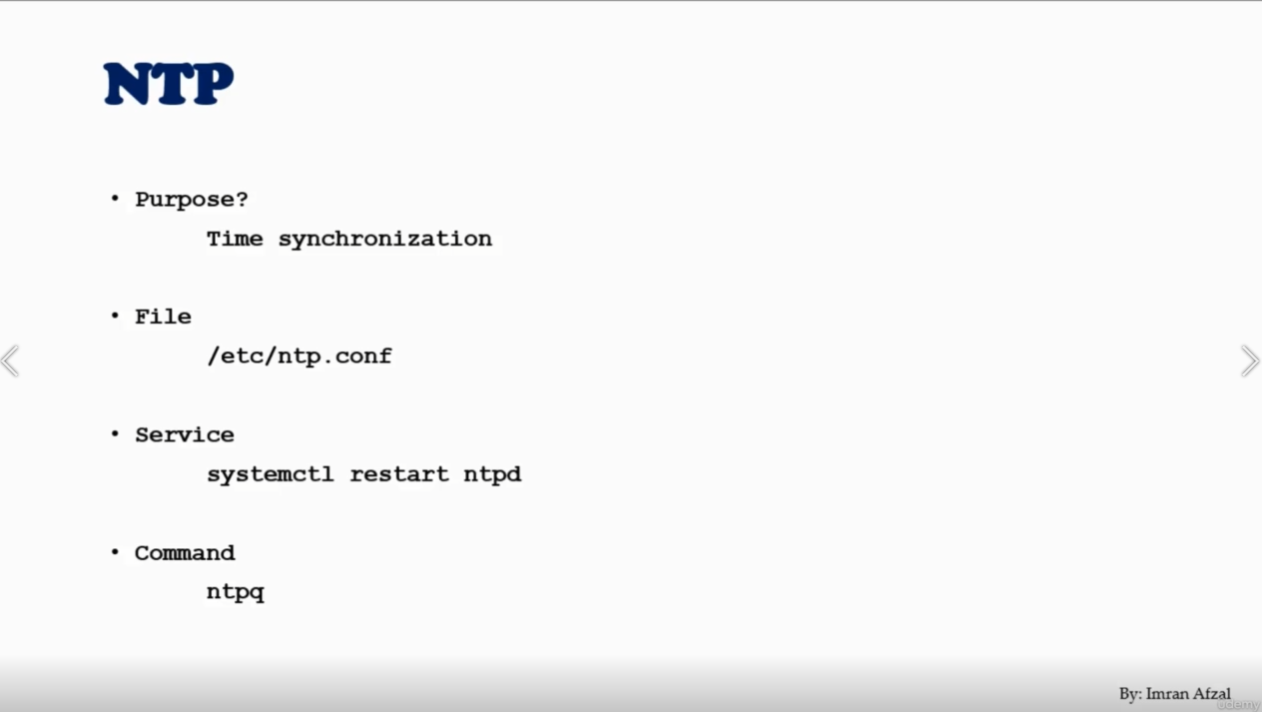 NTP
• Purpose?
Time synchronization
• File
/etc/ntp.conf
• Service
systemctl restart ntpd
• Command
ntpq
By: Imran Afzal
udemy